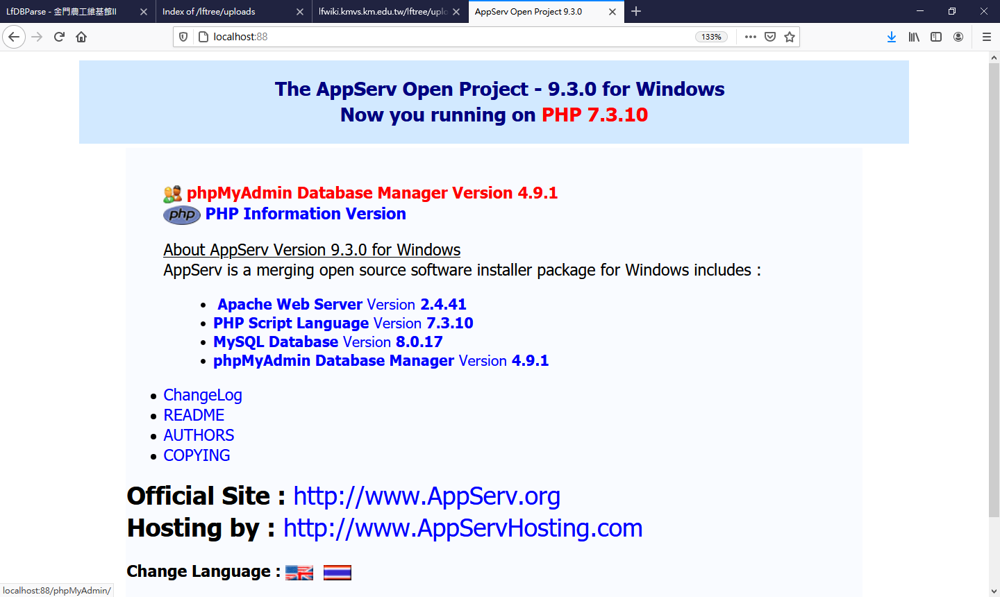 LfDBParse - 金門農工維基館II
Index of /lftree/uploads
lfwiki.kmvs.km.edu.tw/lftree/uplo
AppServ Open Project 9.3.0
localhost:88
133%
The AppServ Open Project - 9.3.0 for Windows
Now you running on PHP 7.3.10
phpMyAdmin Database Manager Version 4.9.1
php PHP Information Version
About AppServ Version 9.3.0 for Windows
AppServ is a merging open source software installer package for Windows includes :
Apache Web Server Version 2.4.41
PHP Script Language Version 7.3.10
MySQL Database Version 8.0.17
phpMyAdmin Database Manager Version 4.9.1
ChangeLog
README
AUTHORS
COPYING
Official Site : http://www.AppServ.org
Hosting by : http://www.AppServHosting.com
Change Language :
localhost:88/phpMyAdmin/